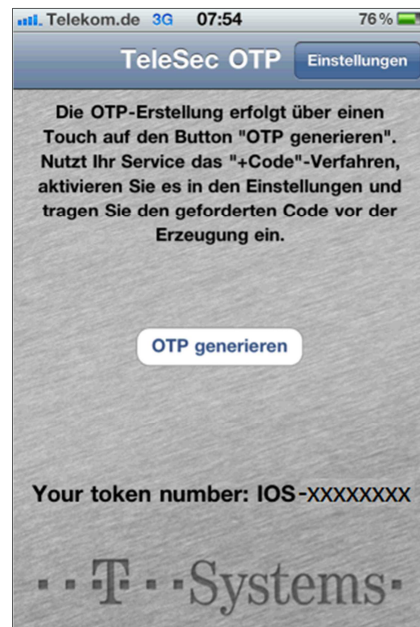 Telekom.de 3G 07:54 76%
TeleSec OTP Einstellungen
Die OTP-Erstellung erfolgt über einen
Touch auf den Button "OTP generieren".
Nutzt Ihr Service das "+Code"-Verfahren,
aktivieren Sie es in den Einstellungen und
tragen Sie den geforderten Code vor der
Erzeugung ein.
OTP generieren
Your token number: IOS-XXXXXXXX
··T··Systems·